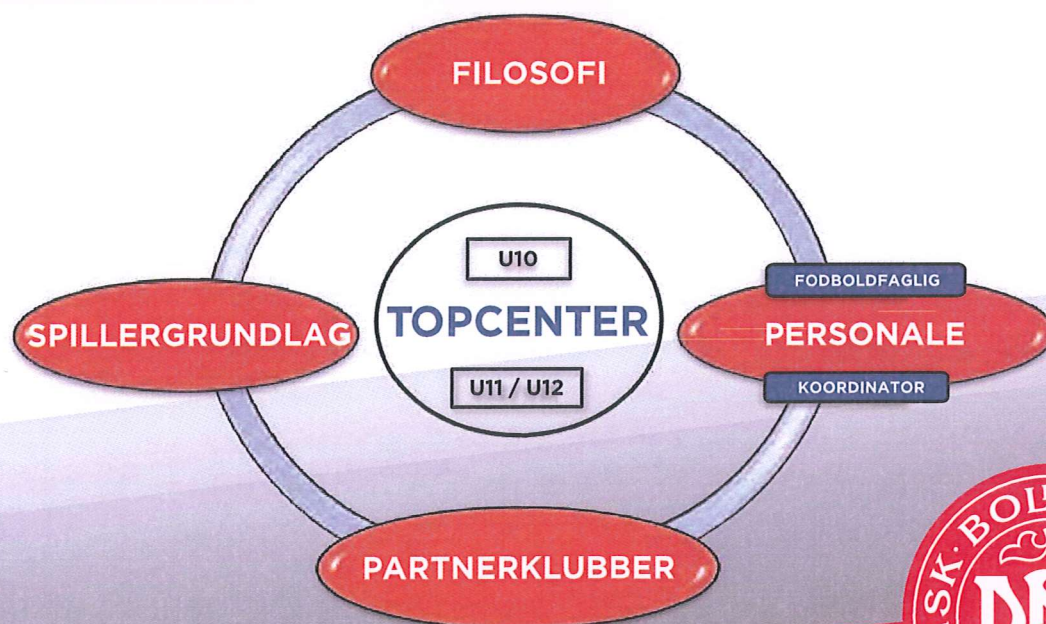 FILOSOFI
U10
FODBOLDFAGLIG
SPILLERGRUNDLAG
TOPCENTER
PERSONALE
U11 / U12
KOORDINATOR
PARTNERKLUBBER